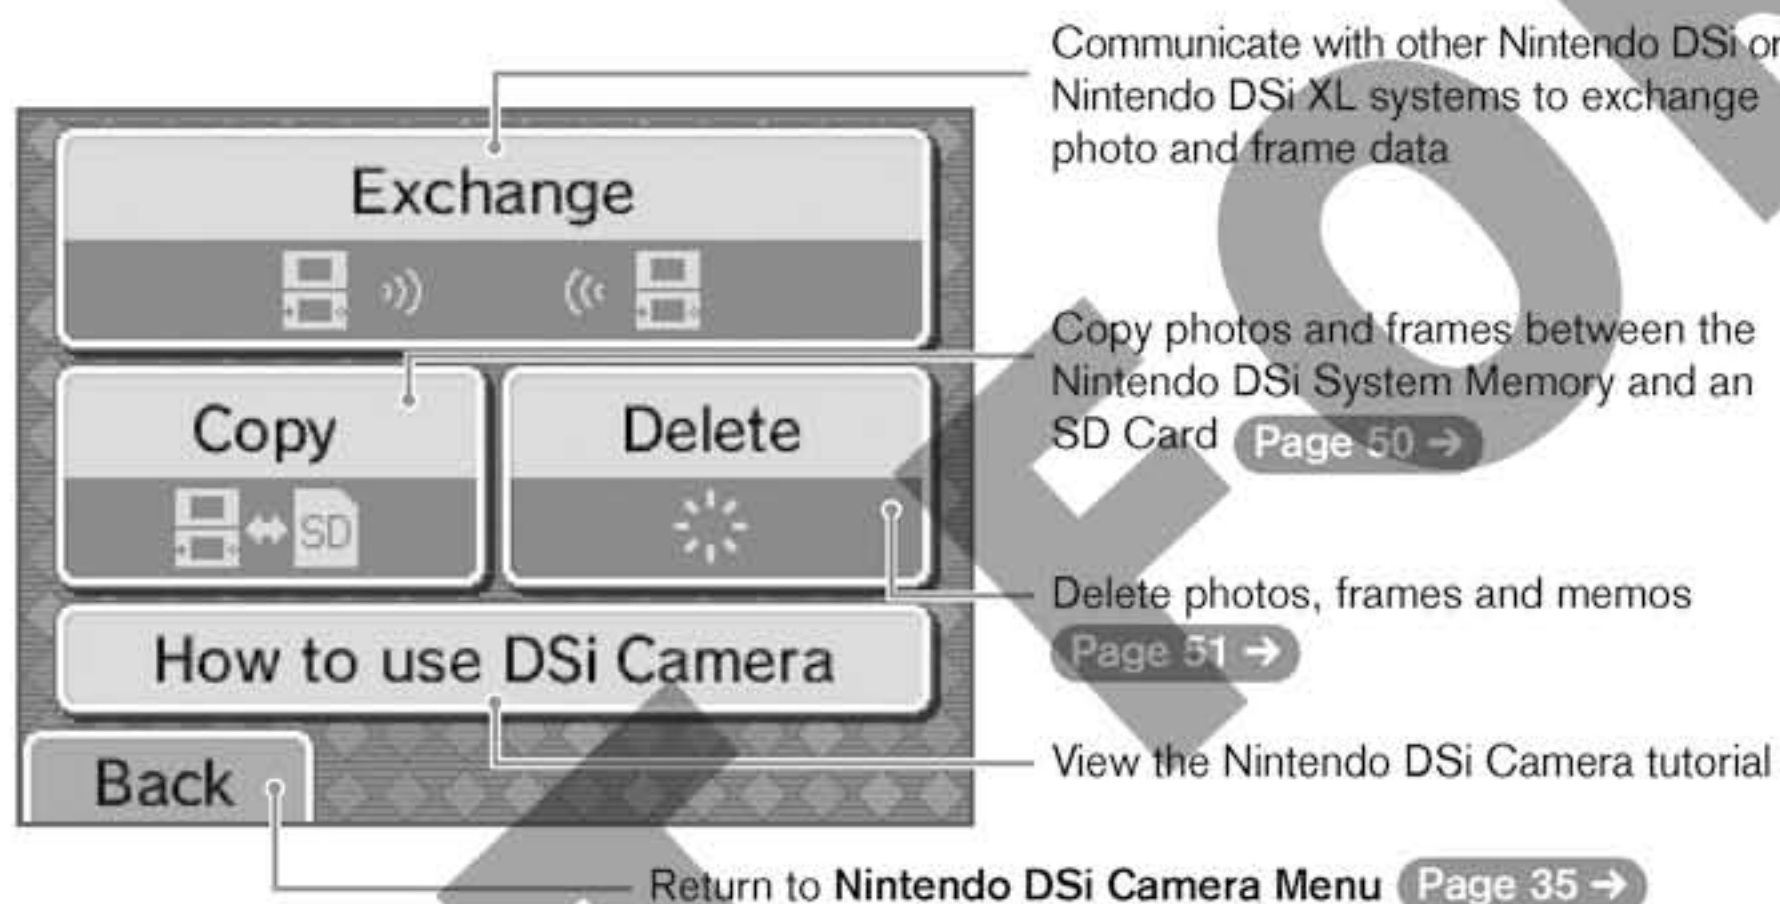 Communicate with other Nintendo DSi or
Nintendo DSi XL systems to exchange
photo and frame data
Exchange
Copy photos and frames between the
Nintendo DSi System Memory and an
SD Card Page 50 →
Copy
Delete
SD
Delete photos, frames and memos
Page 51 →
How to use DSi Camera
View the Nintendo DSi Camera tutorial
Back
Return to Nintendo DSi Camera Menu Page 35 →